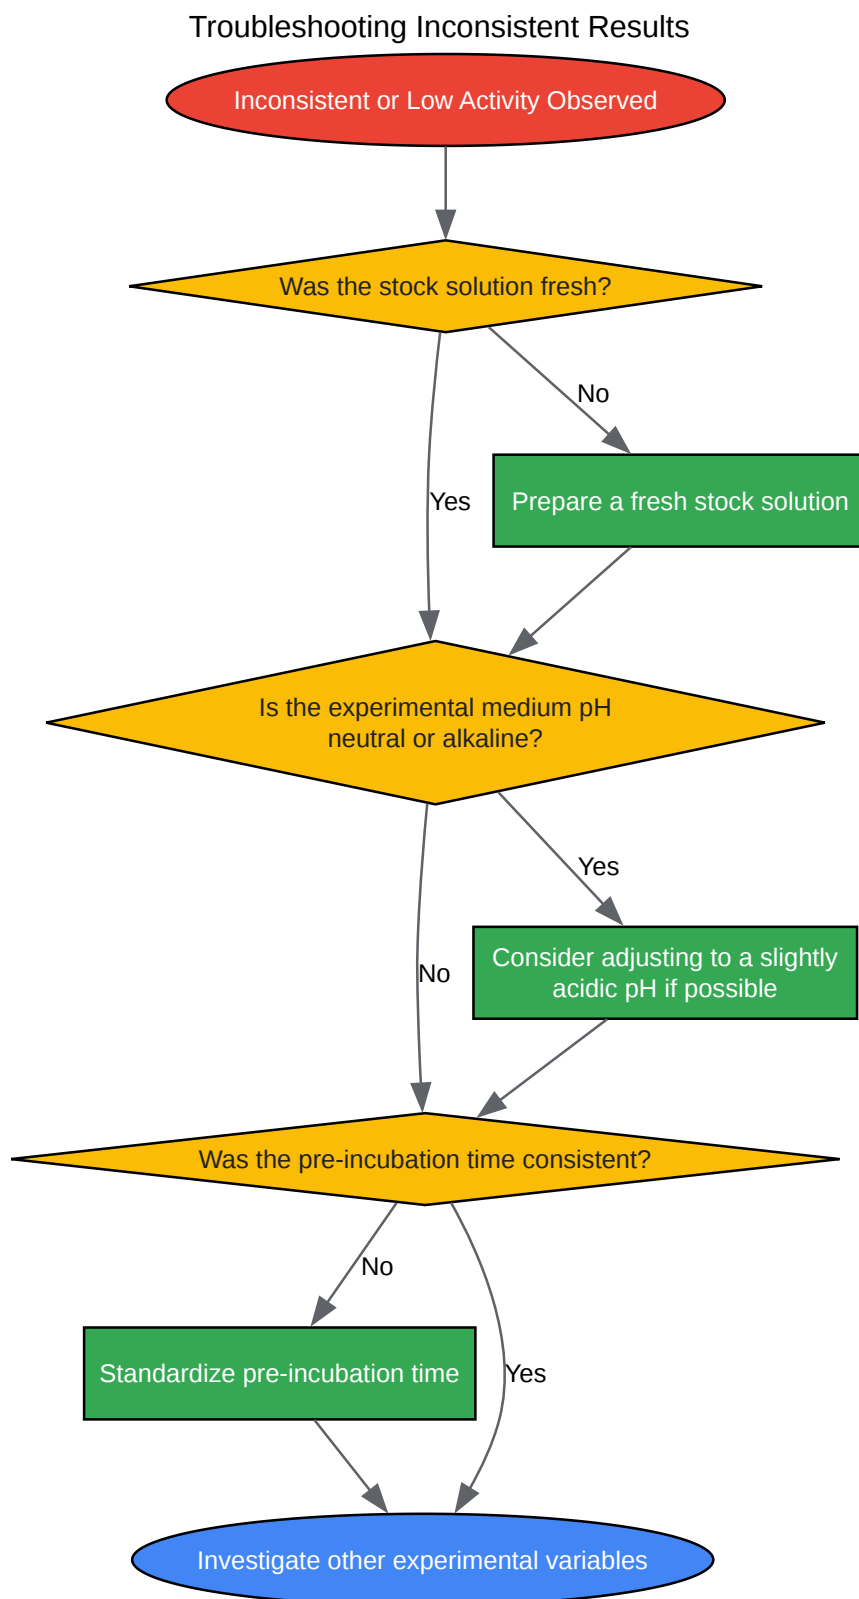 Troubleshooting Inconsistent Results
Inconsistent or Low Activity Observed
Was the stock solution fresh?
No
Yes
Prepare a fresh stock solution
Is the experimental medium pH
neutral or alkaline?
Yes
No
Consider adjusting to a slightly
acidic pH if possible
Was the pre-incubation time consistent?
No
Standardize pre-incubation time
Yes
Investigate other experimental variables